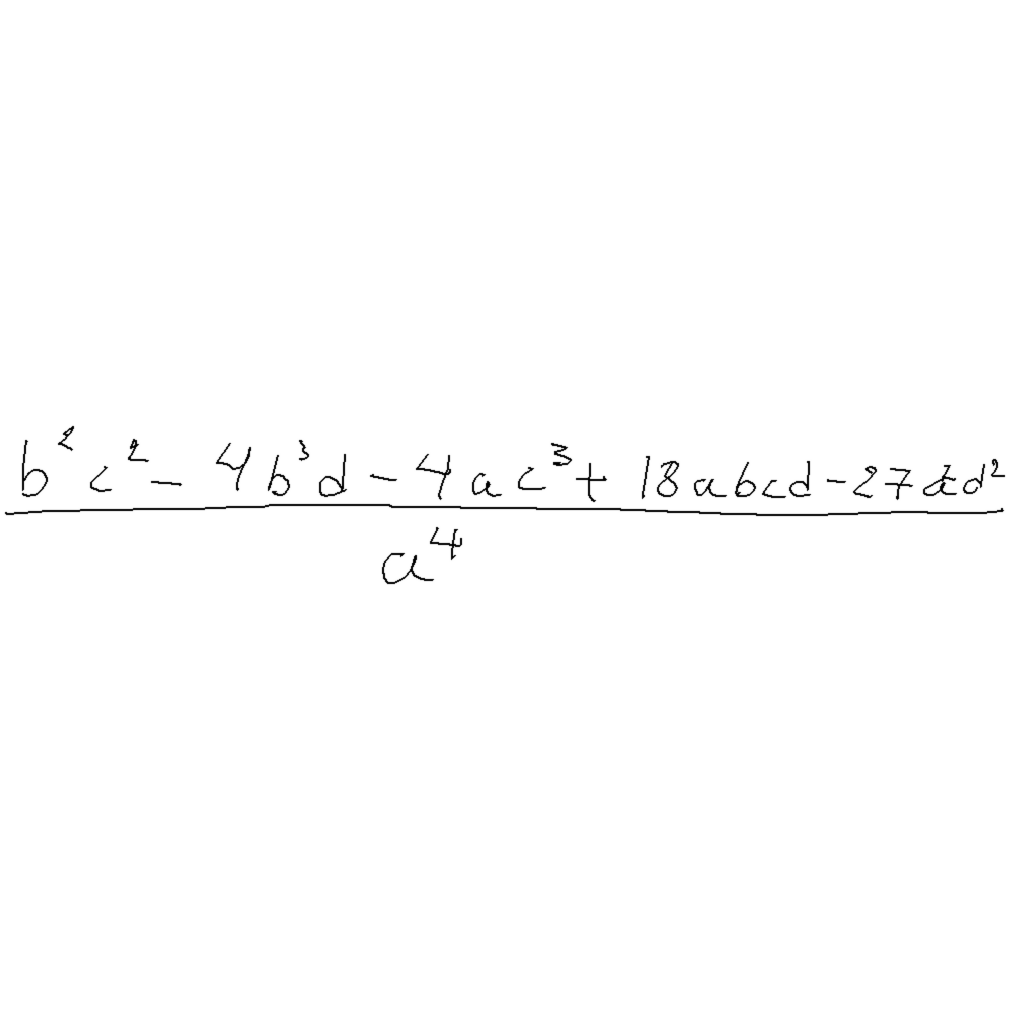 b²c² - 4b³d - 4ac³ + 18abcd - 27a²d²
a⁴